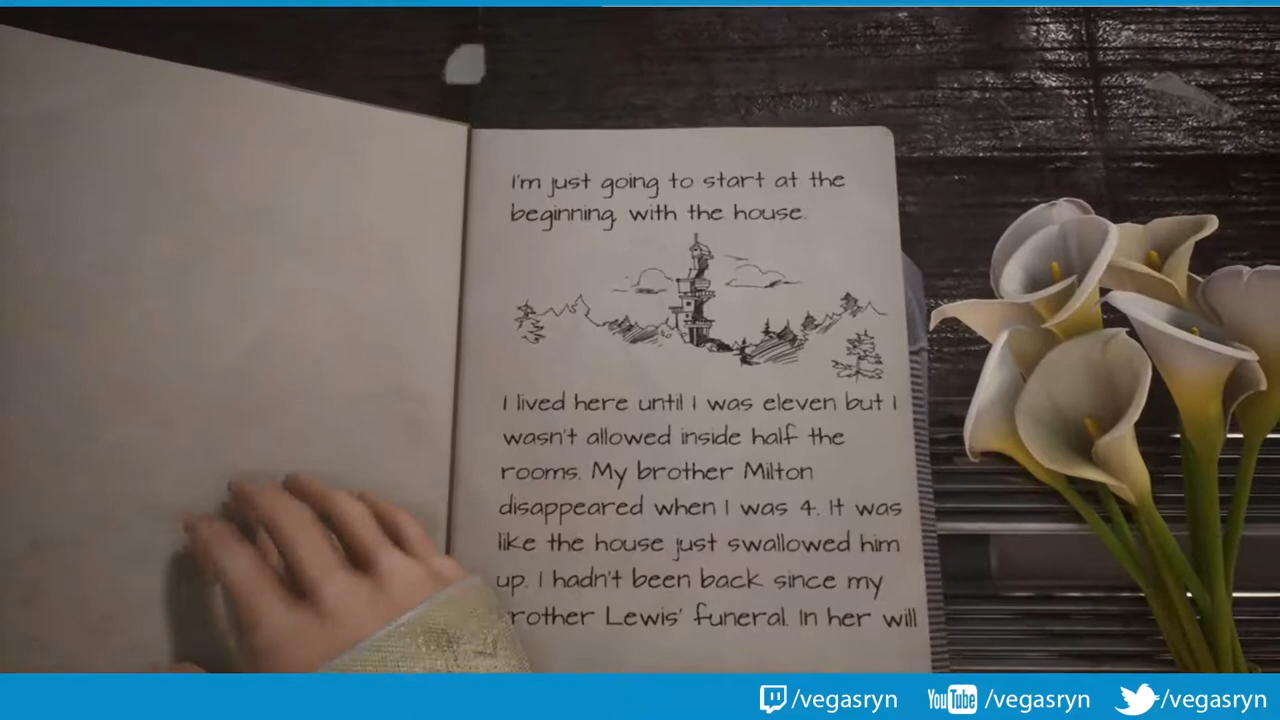 I'm just going to start at the
beginning, with the house.
I lived here until I was eleven but I
wasn't allowed inside half the
rooms. My brother Milton
disappeared when I was 4. It was
like the house just swallowed him
up. I hadn't been back since my
rother Lewis' funeral. In her will
/vegasryn
YouTube /vegasryn
/vegasryn